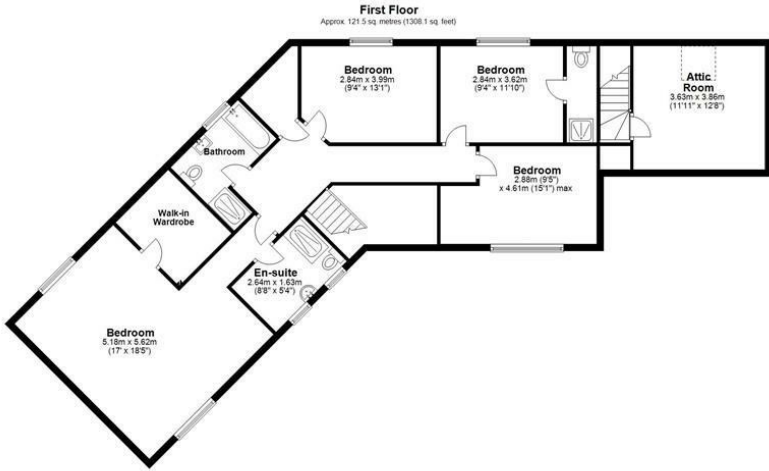 First Floor
Approx. 121.5 sq. metres (1308.1 sq. feet)
Bedroom
2.84m x 3.99m
(9'4" x 13'1")
Bedroom
2.84m x 3.62m
(9'4" x 11'10")
Attic
Room
3.63m x 3.86m
(11'11" x 12'8")
Bathroom
Bedroom
2.88m (9'5")
x 4.61m (15'1") max
Walk-in
Wardrobe
En-suite
2.64m x 1.63m
(8'8" x 5'4")
Bedroom
5.18m x 5.62m
(17' x 18'5")